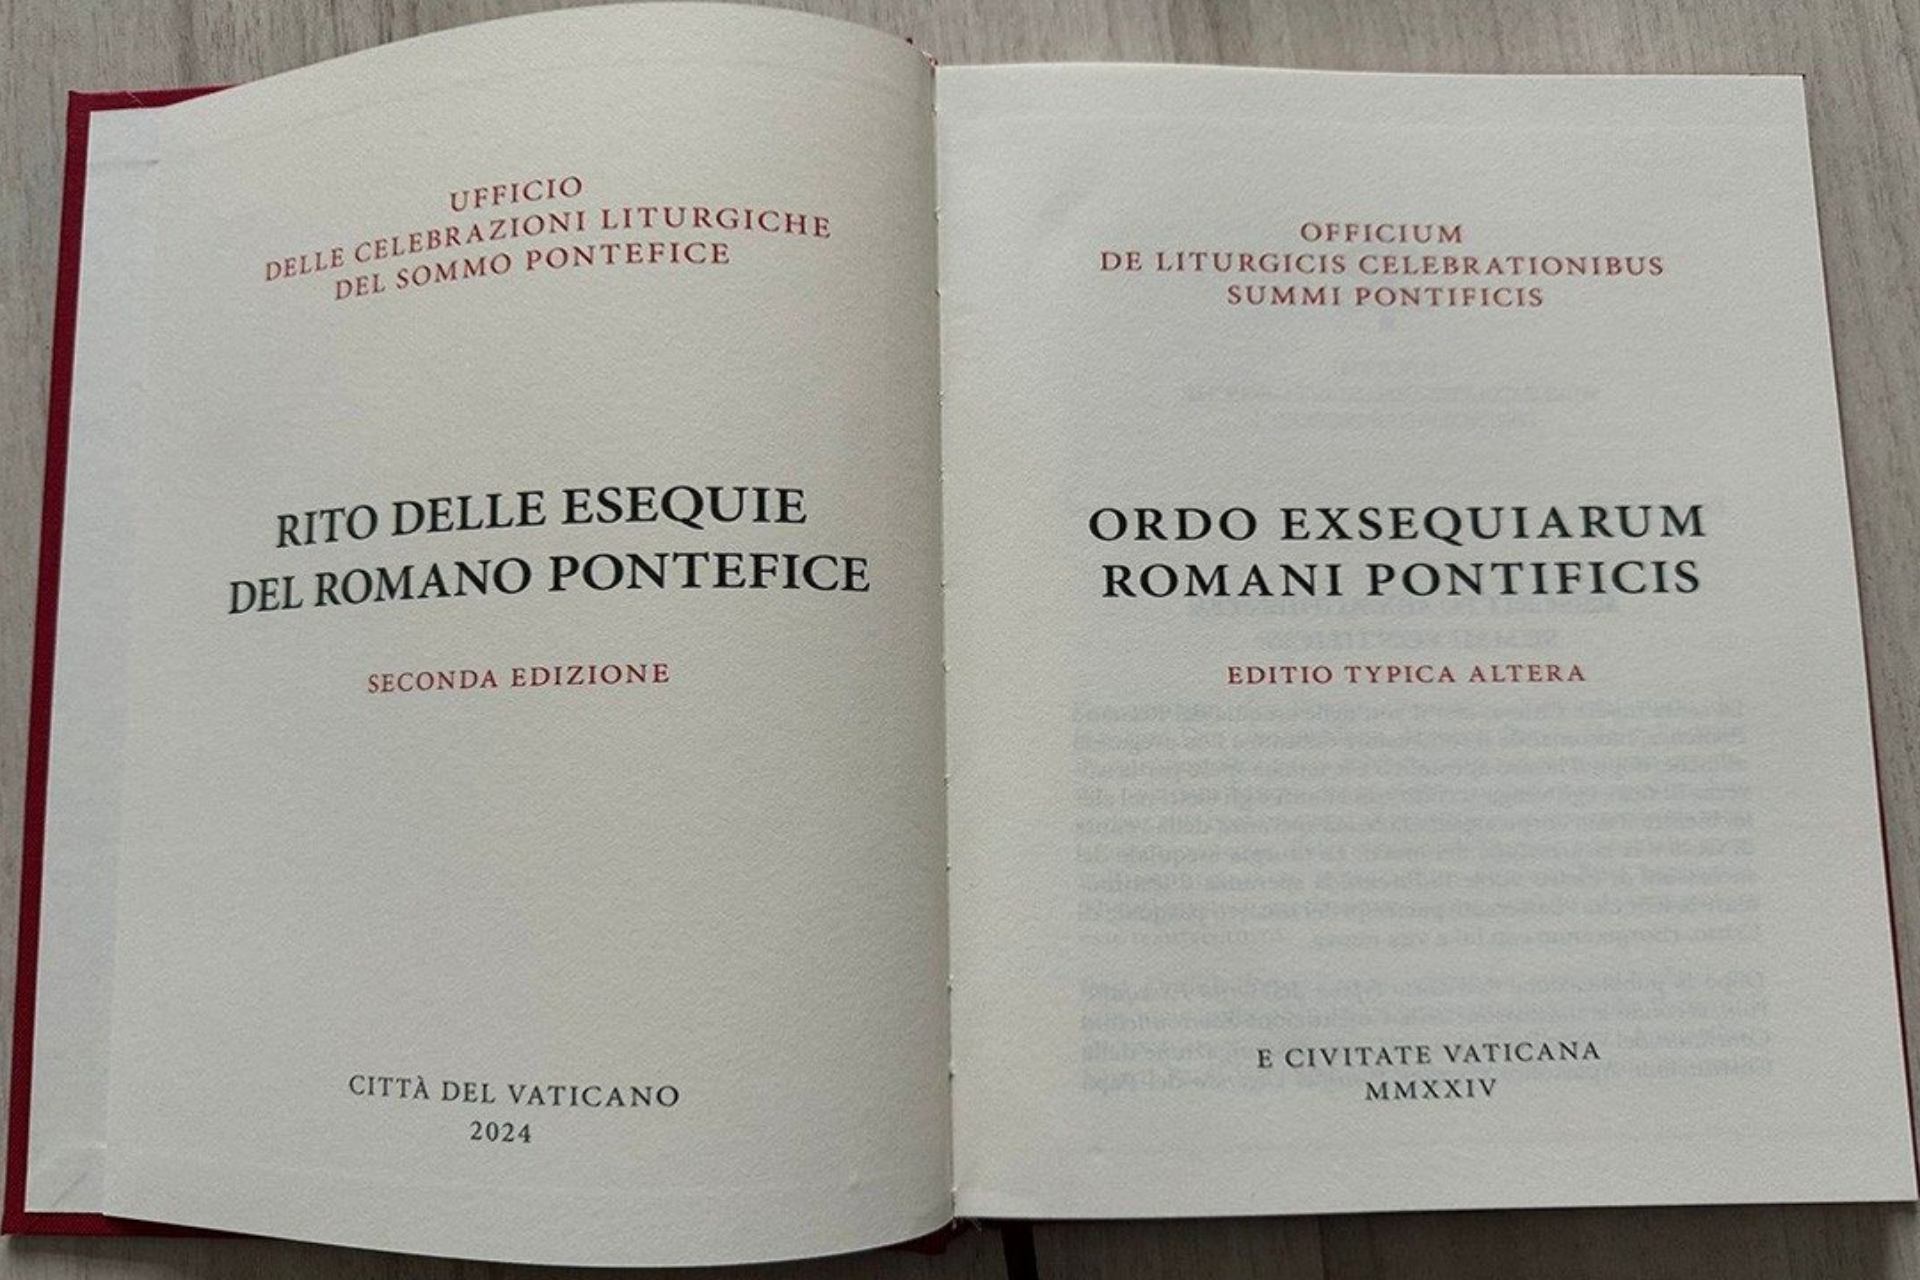 UFFICIO
DELLE CELEBRAZIONI LITURGICHE
DEL SOMMO PONTEFICE
RITO DELLE ESEQUIE
DEL ROMANO PONTEFICE
SECONDA EDIZIONE
CITTÀ DEL VATICANO
2024
OFFICIUM
DE LITURGICIS CELEBRATIONIBUS
SUMMI PONTIFICIS
ORDO EXSEQUIARUM
ROMANI PONTIFICIS
EDITIO TYPICA ALTERA
E CIVITATE VATICANA
MMXXIV